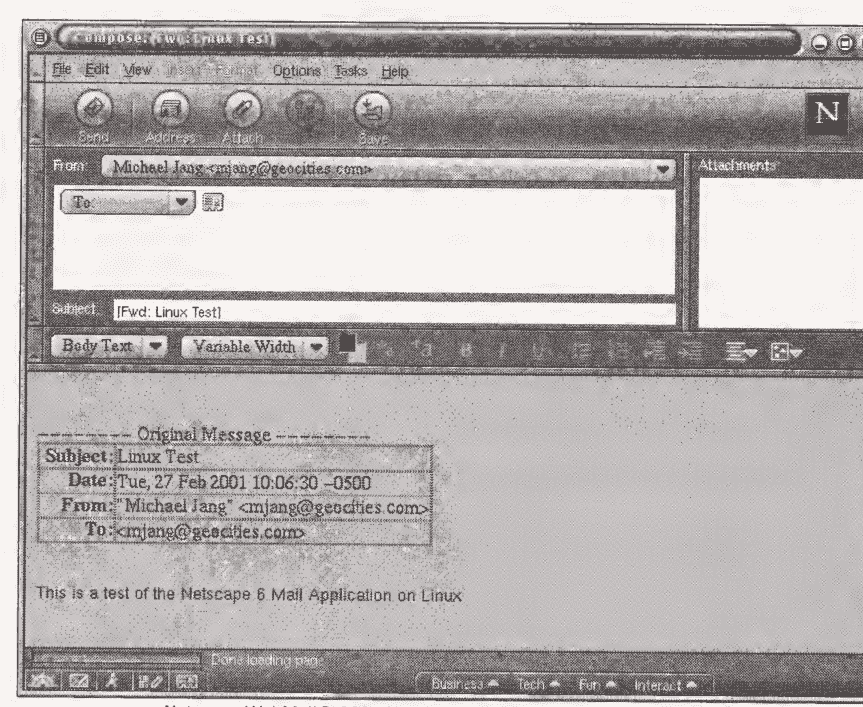 Compose: [Fwd: Linux Test]
File Edit View Insert Format Options Tasks Help
Send Address Attach Save
N
From: Michael Jang <mjang@geocities.com>
Attachments:
To:
Subject: [Fwd: Linux Test]
Body Text Variable Width
-------- Original Message --------
Subject: Linux Test
Date: Tue, 27 Feb 2001 10:06:30 -0500
From: "Michael Jang" <mjang@geocities.com>
To: <mjang@geocities.com>
This is a test of the Netscape 6 Mail Application on Linux
Done loading page
Business Tech Fun Interact